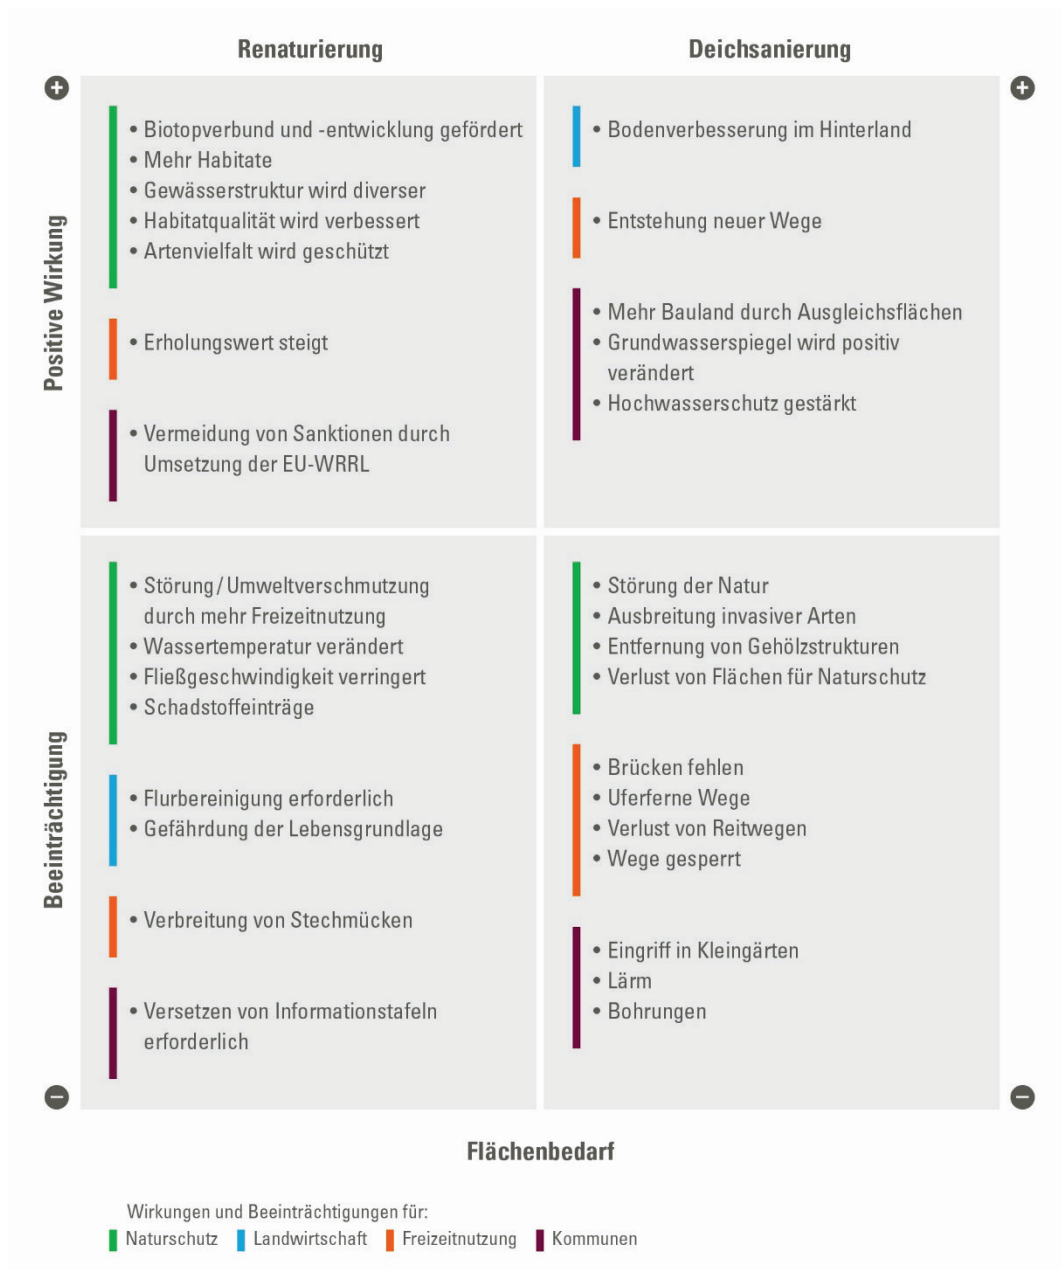 Renaturierung
Deichsanierung
Positive Wirkung
• Biotopverbund und -entwicklung gefördert
• Mehr Habitate
• Gewässerstruktur wird diverser
• Habitatqualität wird verbessert
• Artenvielfalt wird geschützt
• Erholungswert steigt
• Vermeidung von Sanktionen durch
Umsetzung der EU-WRRL
• Bodenverbesserung im Hinterland
• Entstehung neuer Wege
• Mehr Bauland durch Ausgleichsflächen
• Grundwasserspiegel wird positiv
verändert
• Hochwasserschutz gestärkt
Beeinträchtigung
• Störung/Umweltverschmutzung
durch mehr Freizeitnutzung
• Wassertemperatur verändert
• Fließgeschwindigkeit verringert
• Schadstoffeinträge
• Flurbereinigung erforderlich
• Gefährdung der Lebensgrundlage
• Verbreitung von Stechmücken
• Versetzen von Informationstafeln
erforderlich
• Störung der Natur
• Ausbreitung invasiver Arten
• Entfernung von Gehölzstrukturen
• Verlust von Flächen für Naturschutz
• Brücken fehlen
• Uferferne Wege
• Verlust von Reitwegen
• Wege gesperrt
• Eingriff in Kleingärten
• Lärm
• Bohrungen
Flächenbedarf
Wirkungen und Beeinträchtigungen für:
Naturschutz Landwirtschaft Freizeitnutzung Kommunen